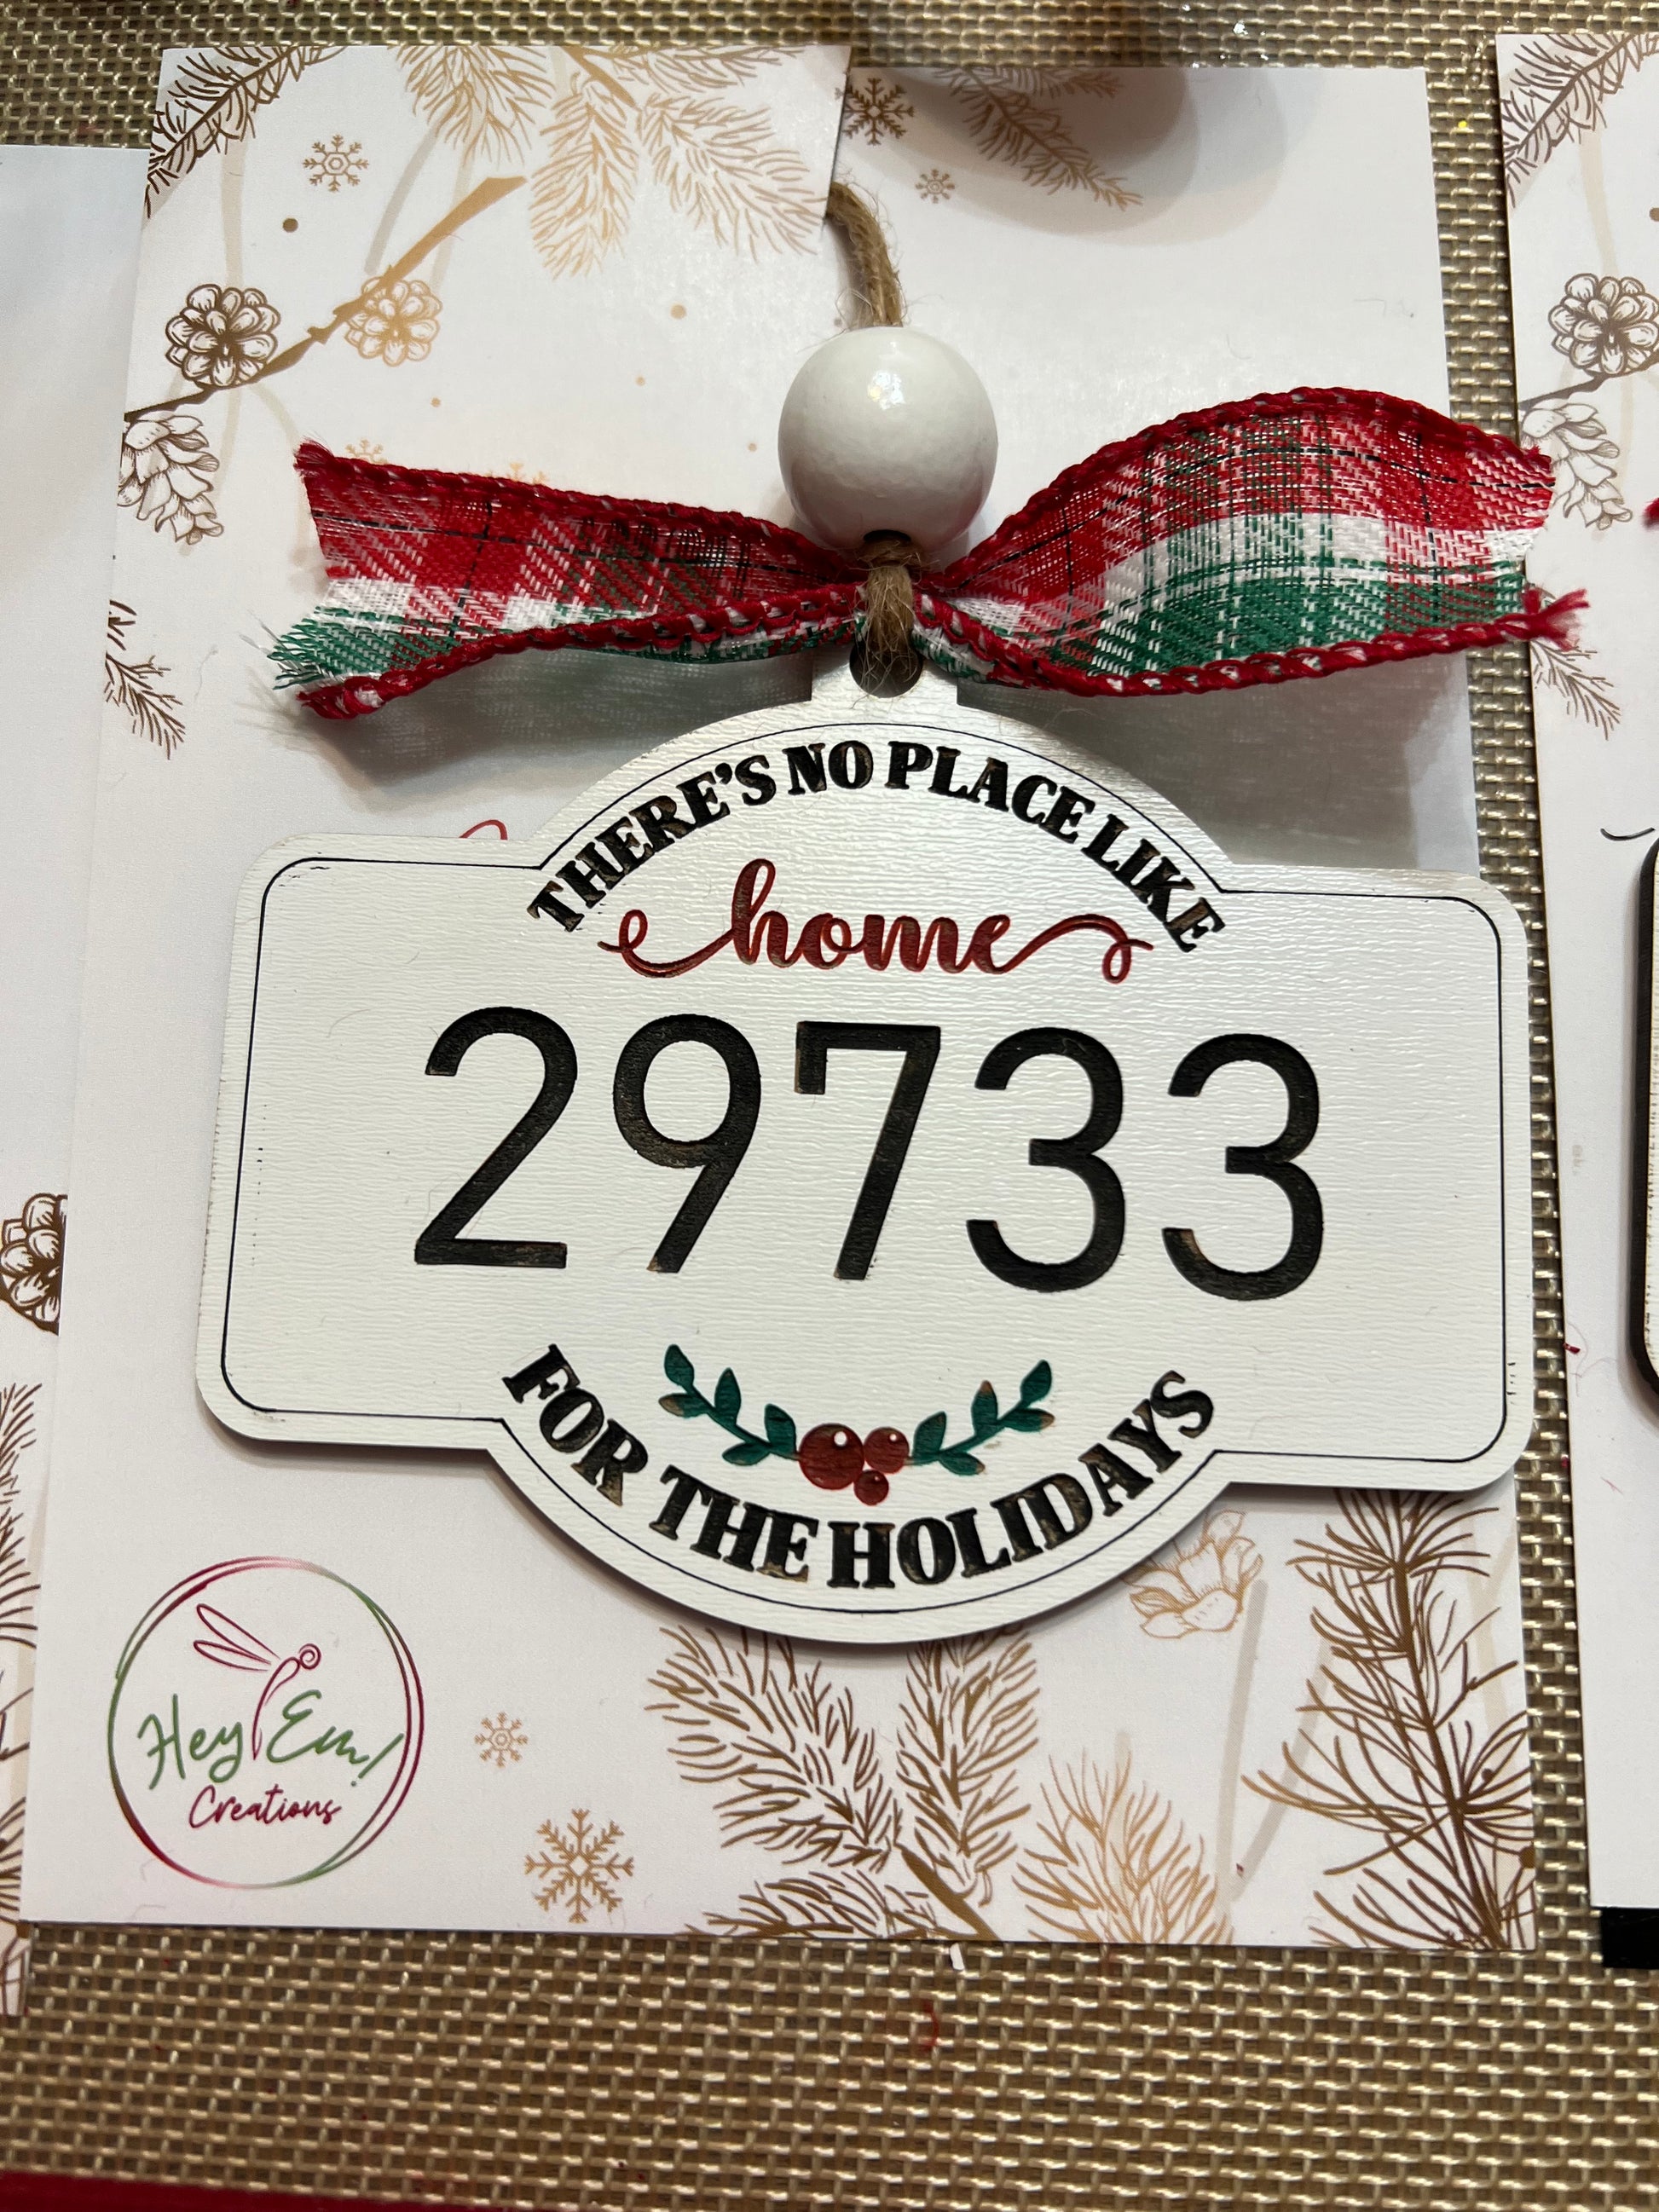 THERE'S NO PLACE LIKE
home
29733
FOR THE HOLIDAYS
Hey Em!
Creations